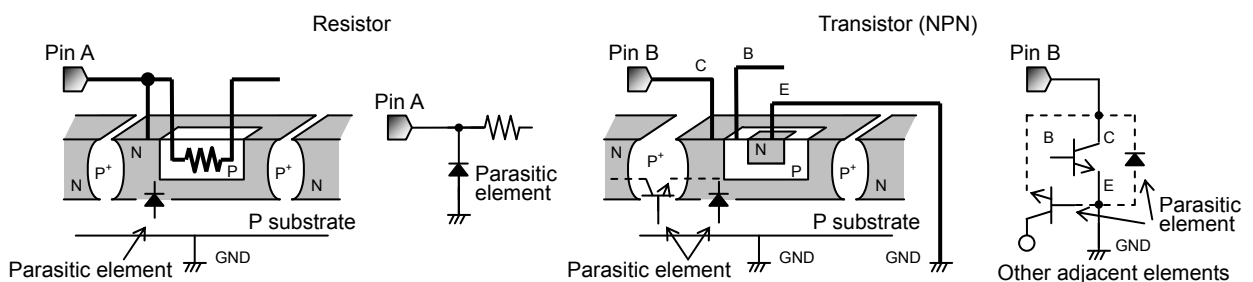 Resistor
Pin A
N
N
P+
P
P+
N
Parasitic element
P substrate
GND
Pin A
Parasitic
element
Transistor (NPN)
Pin B
C
B
E
N
P+
N
P
P+
N
P substrate
Parasitic element
GND
GND
Pin B
B
C
E
Parasitic
element
GND
Other adjacent elements